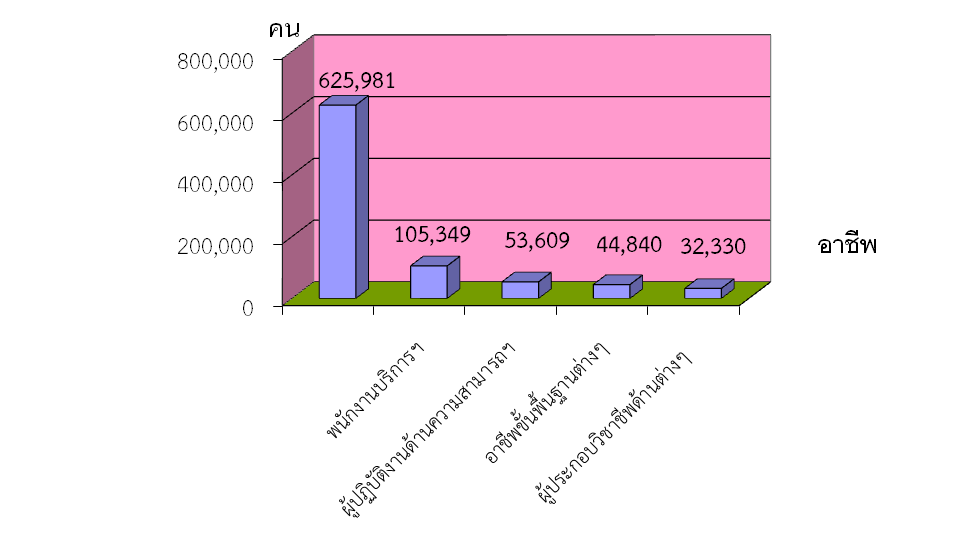 คน
800,000
600,000
400,000
200,000
0
625,981
105,349
53,609
44,840
32,330
อาชีพ
พนักงานบริการฯ
ผู้ปฏิบัติงานด้านความสามารถฯ
อาชีพขั้นพื้นฐานต่างๆ
ผู้ประกอบวิชาชีพด้านต่างๆ